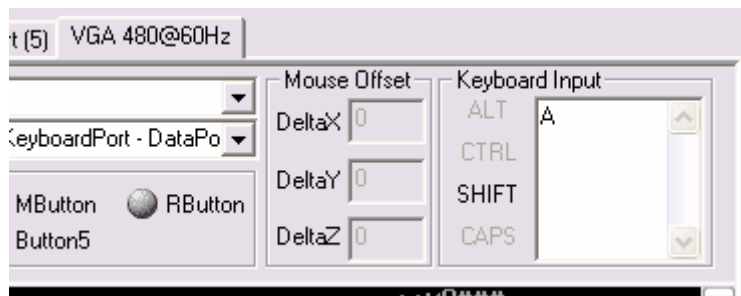 rt (5) VGA 480@60Hz
Mouse Offset Keyboard Input
DeltaX 0 ALT A
KeyboardPort - DataPo CTRL
DeltaY 0 SHIFT
MButton RButton
Button5 DeltaZ 0 CAPS